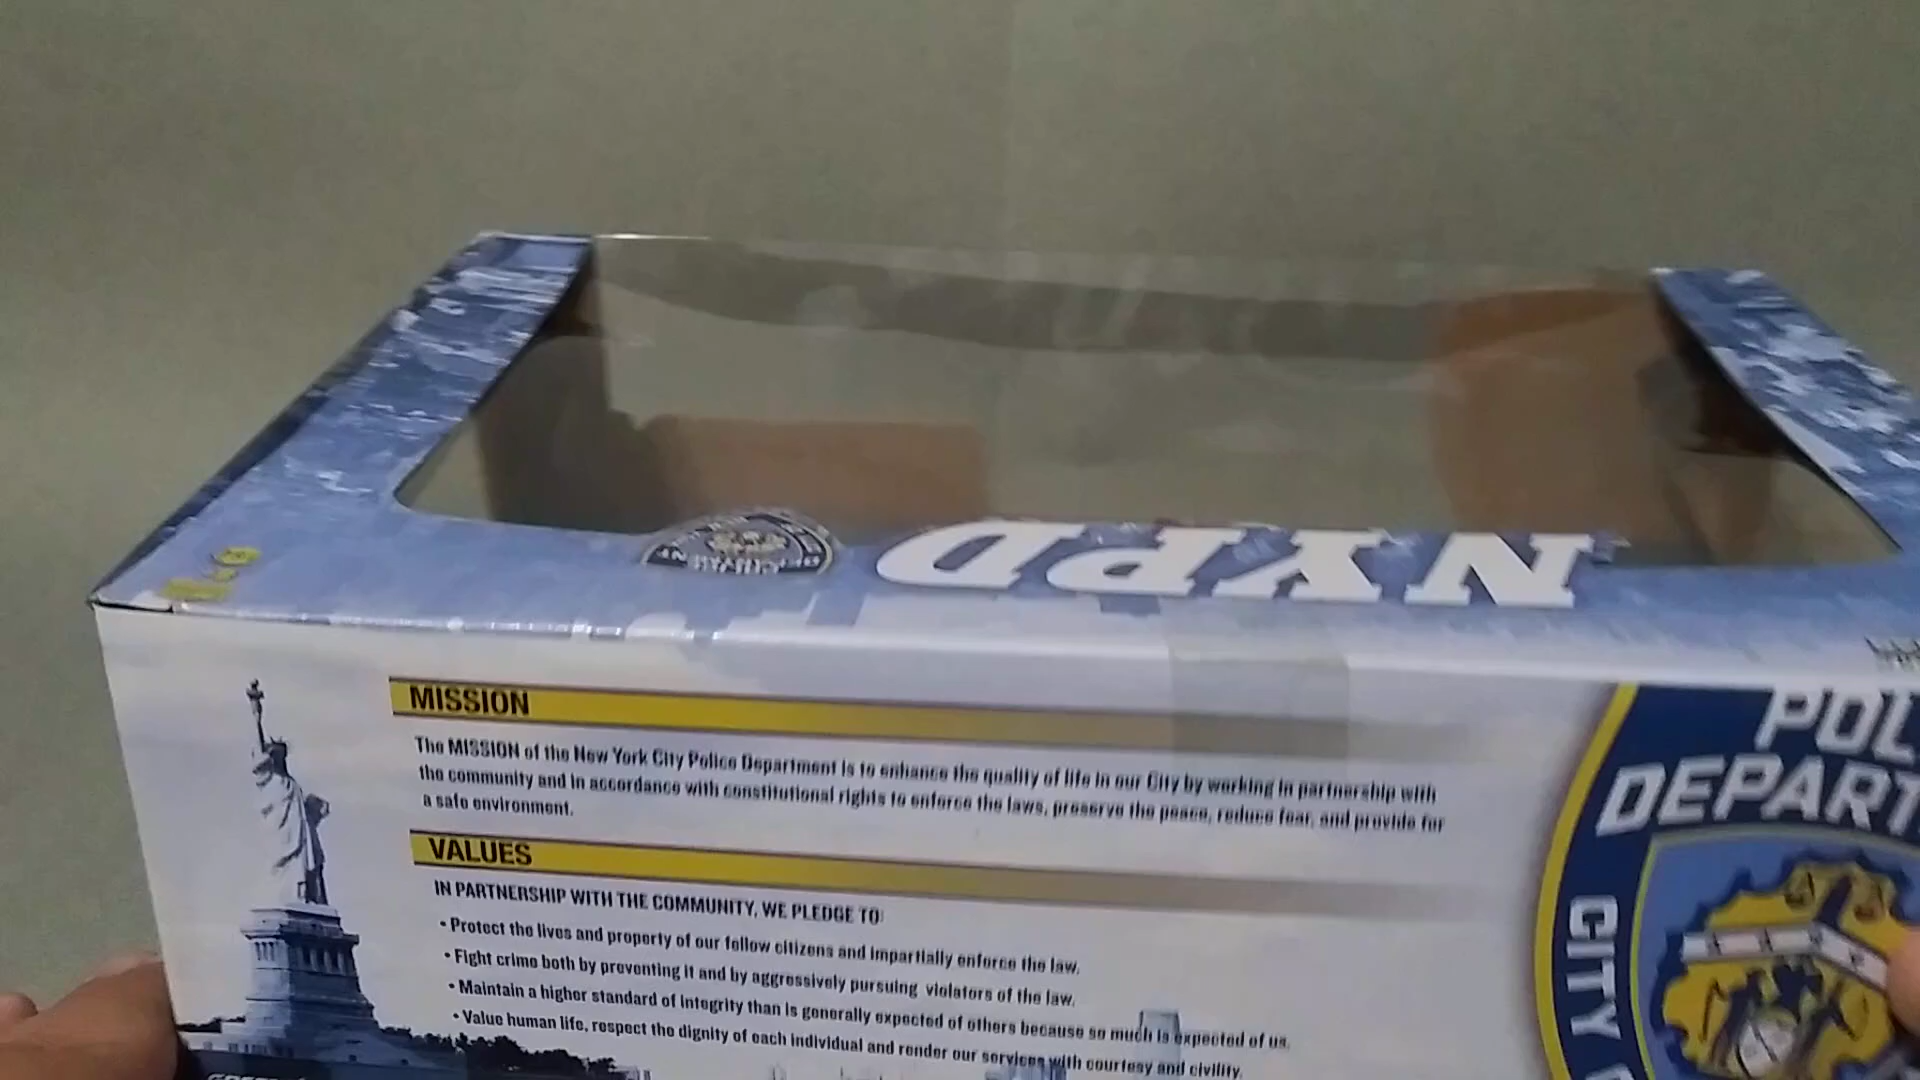 NYPD
MISSION
The MISSION of the New York City Police Department is to enhance the quality of life in our City by working in partnership with
the community and in accordance with constitutional rights to enforce the laws, preserve the peace, reduce fear, and provide for
a safe environment.
VALUES
IN PARTNERSHIP WITH THE COMMUNITY, WE PLEDGE TO:
• Protect the lives and property of our fellow citizens and impartially enforce the law.
• Fight crime both by preventing it and by aggressively pursuing violators of the law.
• Maintain a higher standard of integrity than is generally expected of others because so much is expected of us.
• Value human life, respect the dignity of each individual and render our services with courtesy and civility.
POL
DEPART
CITY